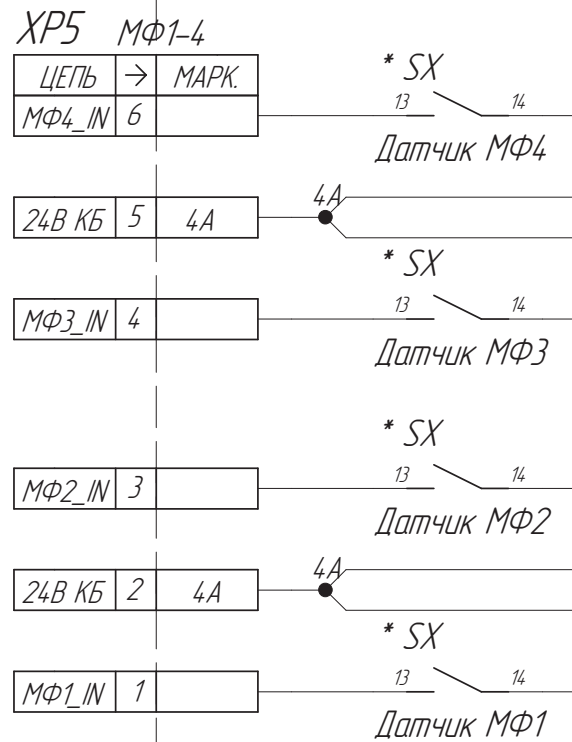 XP5 МФ1-4
ЦЕПЬ → МАРК.
* SX
МФ4_IN 6
13 14
Датчик МФ4
4А
24В КБ 5 4А
* SX
МФ3_IN 4
13 14
Датчик МФ3
* SX
МФ2_IN 3
13 14
Датчик МФ2
4А
24В КБ 2 4А
* SX
МФ1_IN 1
13 14
Датчик МФ1